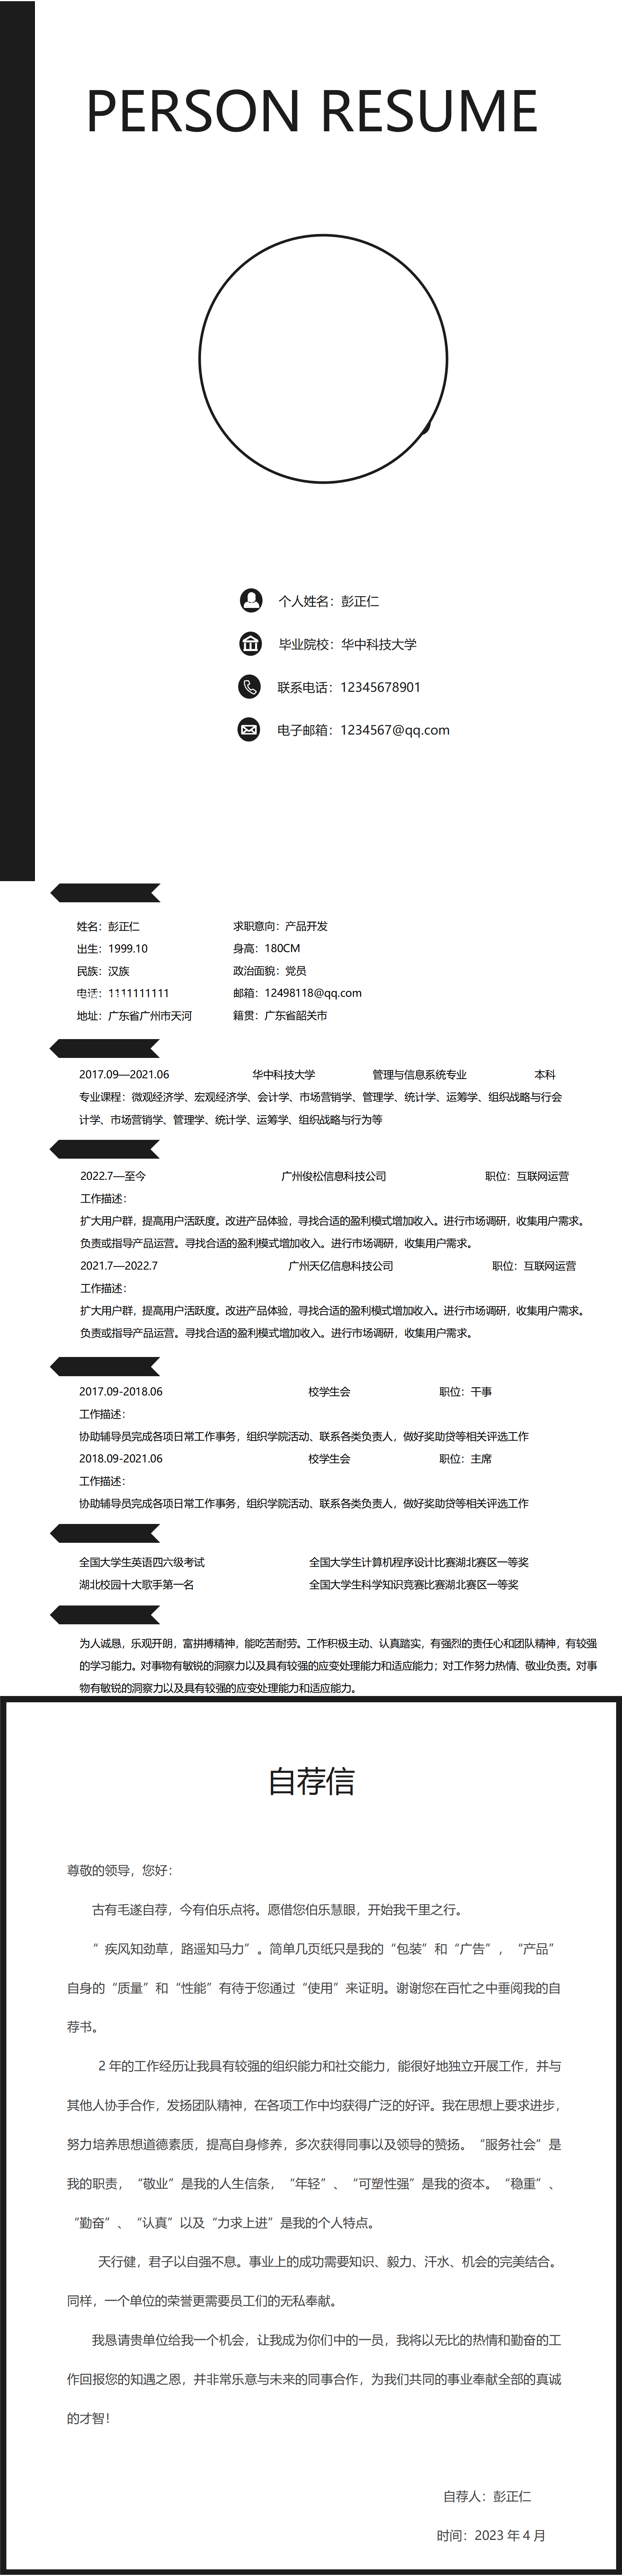 PERSON RESUME
个人姓名：彭正仁
毕业院校：华中科技大学
联系电话：12345678901
电子邮箱：1234567@qq.com
姓名：彭正仁 求职意向：产品开发
出生：1999.10 身高：180CM
民族：汉族 政治面貌：党员
电话：1111111111 邮箱：12498118@qq.com
地址：广东省广州市天河 籍贯：广东省韶关市
2017.09—2021.06 华中科技大学 管理与信息系统专业 本科
专业课程：微观经济学、宏观经济学、会计学、市场营销学、管理学、统计学、运筹学、组织战略与行会
计学、市场营销学、管理学、统计学、运筹学、组织战略与行为等
2022.7—至今 广州俊松信息科技公司 职位：互联网运营
工作描述：
扩大用户群，提高用户活跃度。改进产品体验，寻找合适的盈利模式增加收入。进行市场调研，收集用户需求。
负责或指导产品运营。寻找合适的盈利模式增加收入。进行市场调研，收集用户需求。
2021.7—2022.7 广州天亿信息科技公司 职位：互联网运营
工作描述：
扩大用户群，提高用户活跃度。改进产品体验，寻找合适的盈利模式增加收入。进行市场调研，收集用户需求。
负责或指导产品运营。寻找合适的盈利模式增加收入。进行市场调研，收集用户需求。
2017.09-2018.06 校学生会 职位：干事
工作描述：
协助辅导员完成各项日常工作事务，组织学院活动、联系各类负责人，做好奖助贷等相关评选工作
2018.09-2021.06 校学生会 职位：主席
工作描述：
协助辅导员完成各项日常工作事务，组织学院活动、联系各类负责人，做好奖助贷等相关评选工作
全国大学生英语四六级考试 全国大学生计算机程序设计比赛湖北赛区一等奖
湖北校园十大歌手第一名 全国大学生科学知识竞赛比赛湖北赛区一等奖
为人诚恳，乐观开朗，富拼搏精神，能吃苦耐劳。工作积极主动、认真踏实，有强烈的责任心和团队精神，有较强
的学习能力。对事物有敏锐的洞察力以及具有较强的应变处理能力和适应能力；对工作努力热情、敬业负责。对事
物有敏锐的洞察力以及具有较强的应变处理能力和适应能力。
自荐信
尊敬的领导，您好：
古有毛遂自荐，今有伯乐点将。愿借您伯乐慧眼，开始我千里之行。
“ 疾风知劲草，路遥知马力”。简单几页纸只是我的“包装”和“广告”，“产品”
自身的“质量”和“性能”有待于您通过“使用”来证明。谢谢您在百忙之中垂阅我的自
荐书。
2 年的工作经历让我具有较强的组织能力和社交能力，能很好地独立开展工作，并与
其他人协手合作，发扬团队精神，在各项工作中均获得广泛的好评。我在思想上要求进步，
努力培养思想道德素质，提高自身修养，多次获得同事以及领导的赞扬。“服务社会”是
我的职责，“敬业”是我的人生信条，“年轻”、“可塑性强”是我的资本。“稳重”、
“勤奋”、“认真”以及“力求上进”是我的个人特点。
天行健，君子以自强不息。事业上的成功需要知识、毅力、汗水、机会的完美结合。
同样，一个单位的荣誉更需要员工们的无私奉献。
我恳请贵单位给我一个机会，让我成为你们中的一员，我将以无比的热情和勤奋的工
作回报您的知遇之恩，并非常乐意与未来的同事合作，为我们共同的事业奉献全部的真诚
的才智！
自荐人：彭正仁
时间：2023 年 4 月